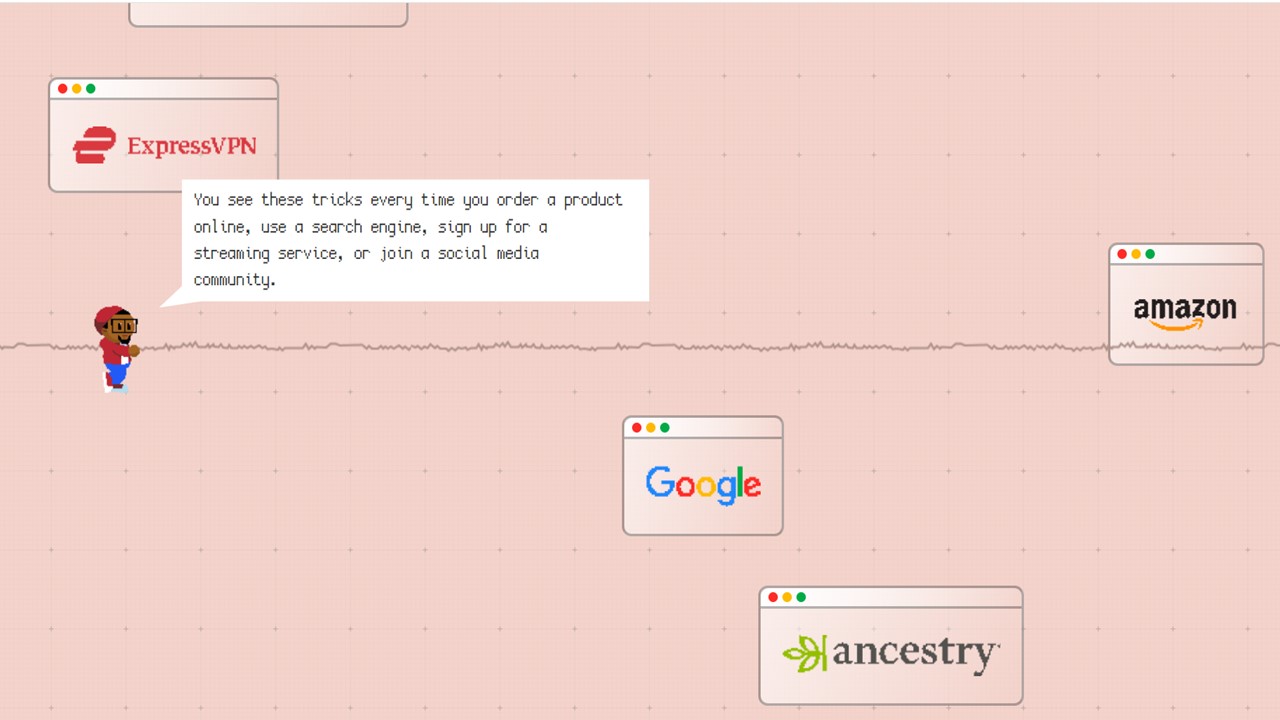 ExpressVPN
You see these tricks every time you order a product
online, use a search engine, sign up for a
streaming service, or join a social media
community.
amazon
Google
ancestry